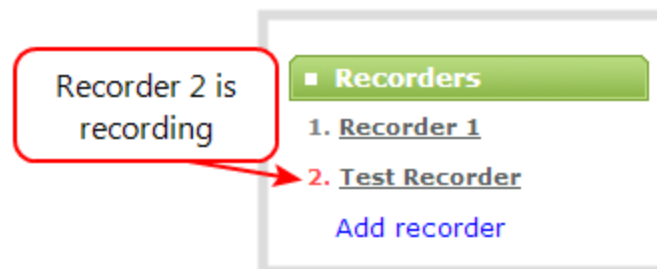 Recorder 2 is
recording
Recorders
1. Recorder 1
2. Test Recorder
Add recorder